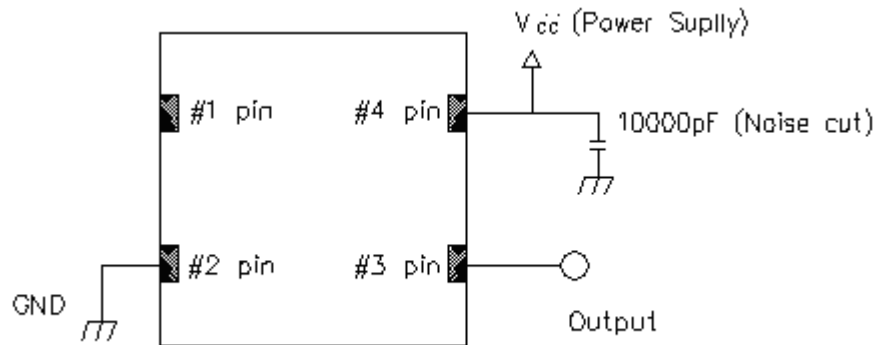 Vcc (Power Suplly)
#1 pin
#4 pin
10000pF (Noise cut)
#2 pin
#3 pin
GND
Output